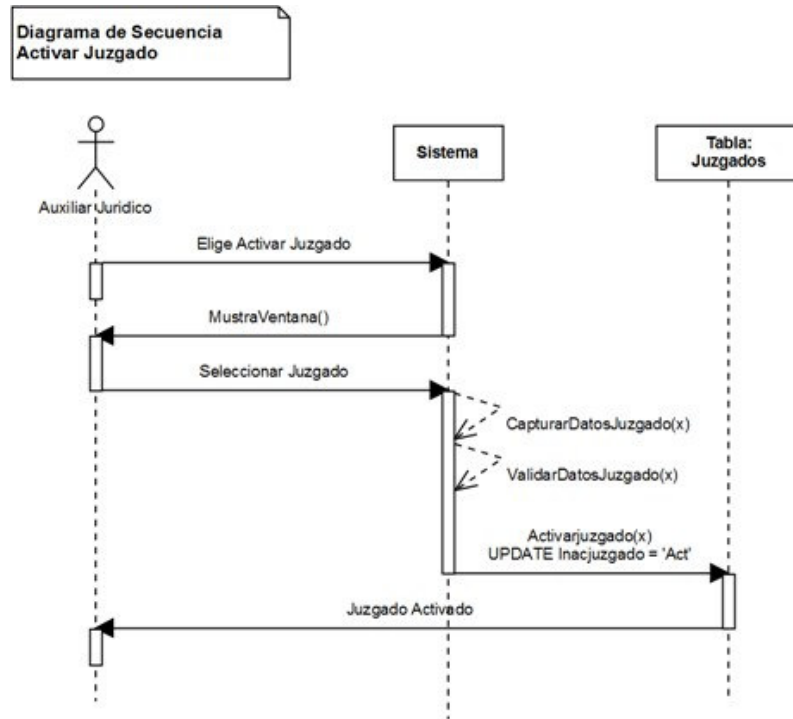 Diagrama de Secuencia
Activar Juzgado
Sistema
Tabla:
Juzgados
Auxiliar Juridico
Elige Activar Juzgado
MustraVentana()
Seleccionar Juzgado
CapturarDatosJuzgado(x)
ValidarDatosJuzgado(x)
Activarjuzgado(x)
UPDATE Inacjuzgado = 'Act'
Juzgado Activado